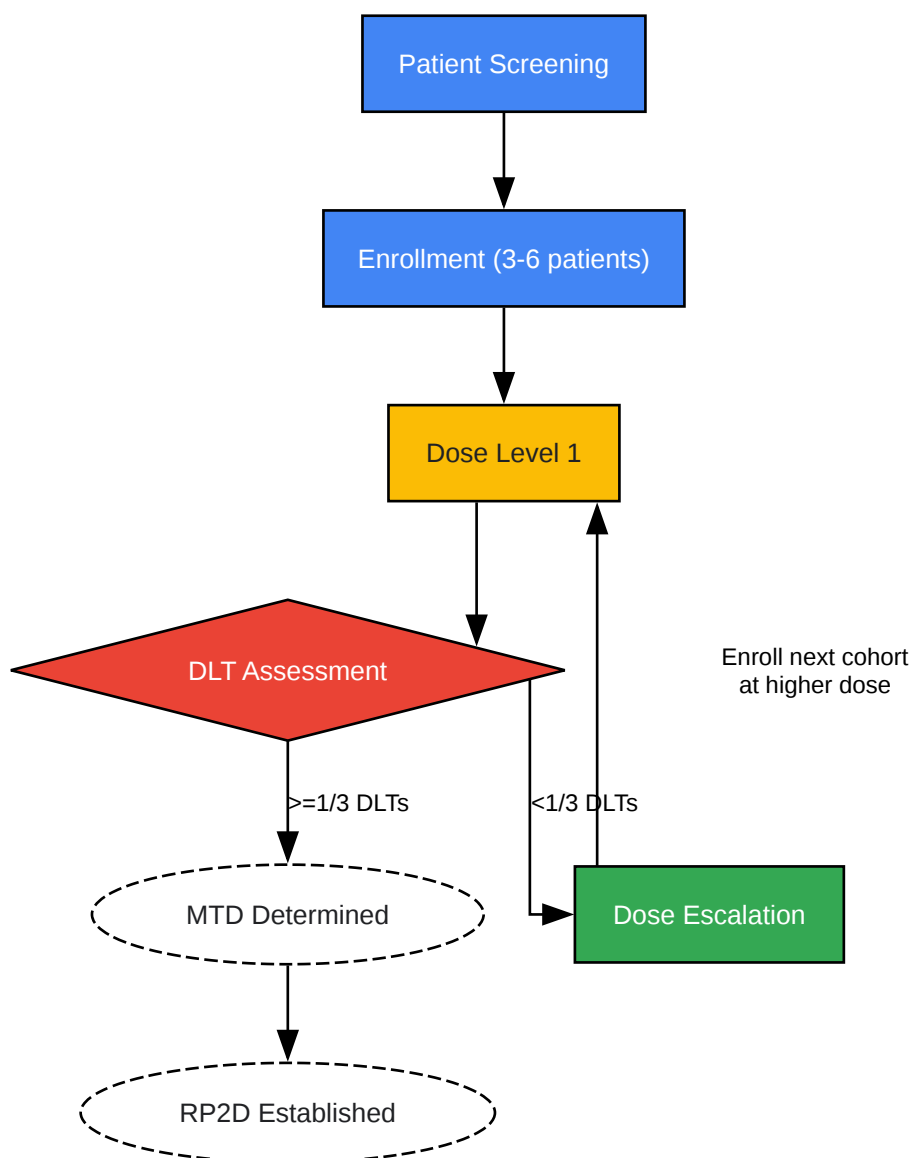 Patient Screening
Enrollment (3-6 patients)
Dose Level 1
DLT Assessment
Enroll next cohort
at higher dose
>=1/3 DLTs
<1/3 DLTs
MTD Determined
Dose Escalation
RP2D Established